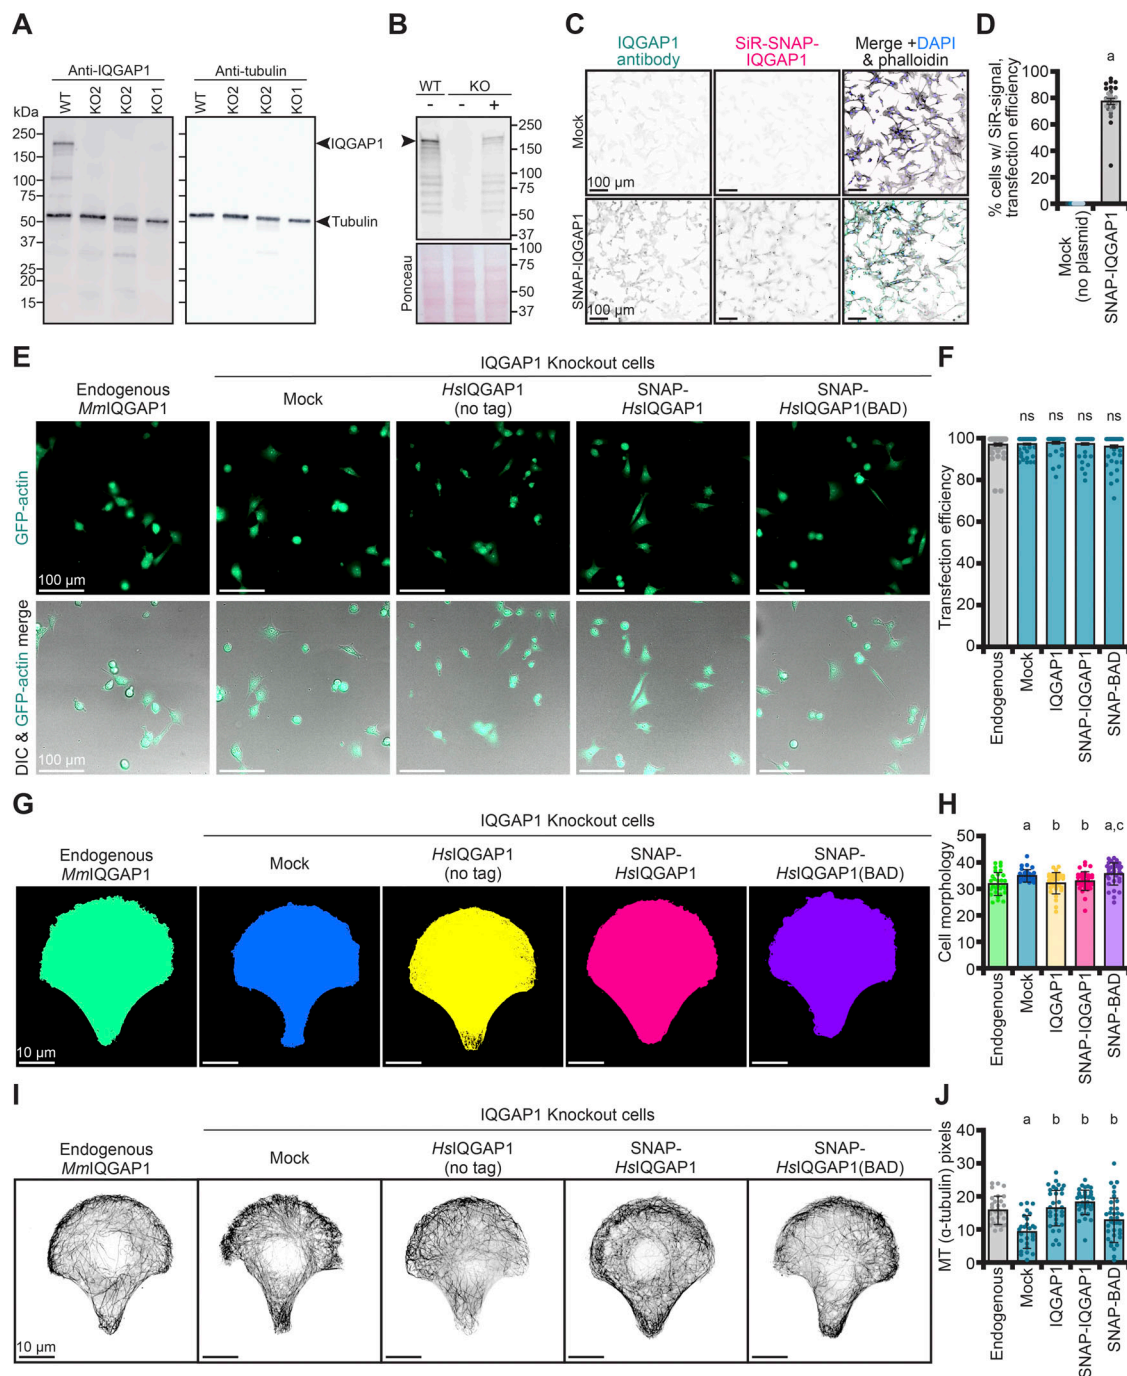 A
Anti-IQGAP1
Anti-tubulin
kDa
WT
KO2
KO2
KO1
WT
KO2
KO2
KO1
250
150
100
75
50
37
25
20
15
IQGAP1
Tubulin
B
WT
KO
-
-
+
250
150
100
75
50
37
100
75
50
37
Ponceau
C
IQGAP1
antibody
SiR-SNAP-
IQGAP1
Merge +DAPI
& phalloidin
Mock
100 µm
SNAP-IQGAP1
100 µm
D
a
% cells w/ SiR-signal,
transfection efficiency
100
80
60
40
20
0
Mock
(no plasmid)
SNAP-IQGAP1
E
IQGAP1 Knockout cells
Endogenous
MmIQGAP1
Mock
HsIQGAP1
(no tag)
SNAP-
HsIQGAP1
SNAP-
HsIQGAP1(BAD)
GFP-actin
100 µm
DIC & GFP-actin merge
100 µm
F
ns
ns
ns
ns
Transfection efficiency
100
80
60
40
20
0
Endogenous
Mock
IQGAP1
SNAP-IQGAP1
SNAP-BAD
G
IQGAP1 Knockout cells
Endogenous
MmIQGAP1
Mock
HsIQGAP1
(no tag)
SNAP-
HsIQGAP1
SNAP-
HsIQGAP1(BAD)
10 µm
H
a
b
b
a,c
Cell morphology
50
40
30
20
10
0
Endogenous
Mock
IQGAP1
SNAP-IQGAP1
SNAP-BAD
I
IQGAP1 Knockout cells
Endogenous
MmIQGAP1
Mock
HsIQGAP1
(no tag)
SNAP-
HsIQGAP1
SNAP-
HsIQGAP1(BAD)
10 µm
J
a
b
b
b
MT (α-tubulin) pixels
40
30
20
10
0
Endogenous
Mock
IQGAP1
SNAP-IQGAP1
SNAP-BAD